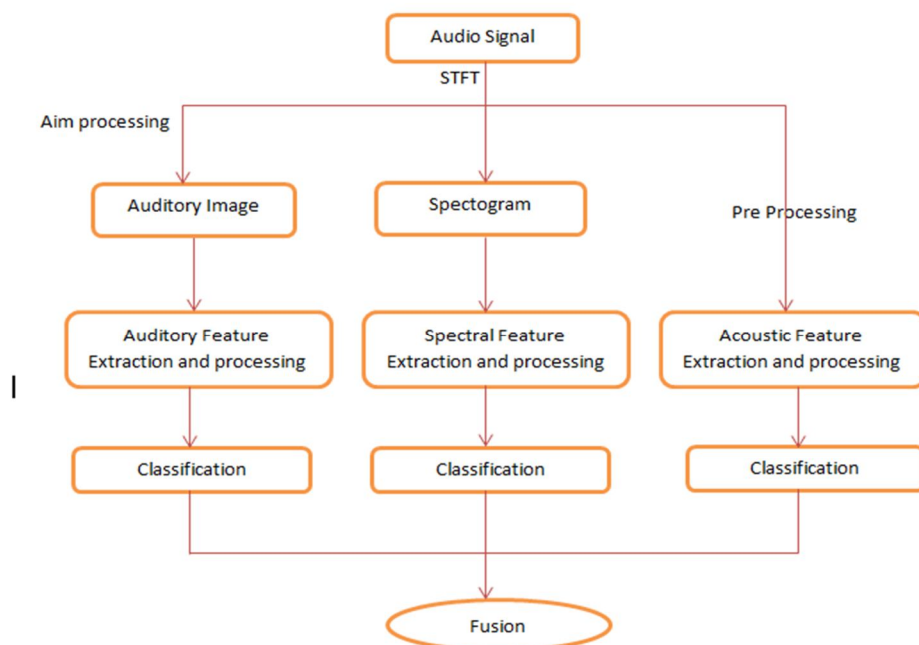 Audio Signal
STFT
Aim processing
Auditory Image
Spectogram
Pre Processing
Auditory Feature
Extraction and processing
Spectral Feature
Extraction and processing
Acoustic Feature
Extraction and processing
Classification
Classification
Classification
Fusion